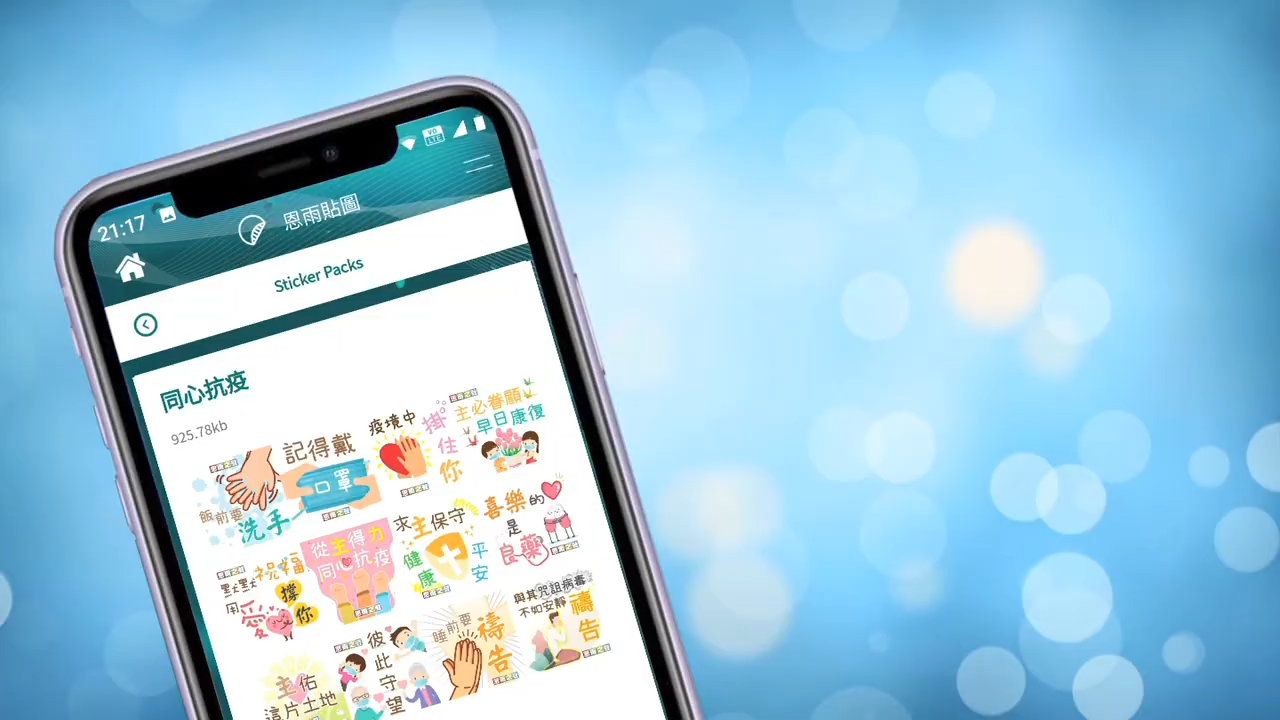 21:17
VO
LTE
恩雨貼圖
Sticker Packs
同心抗疫
925.78kb
飯前要
洗手
記得戴
口罩
疫境中
掛住你
主必眷顧
早日康復
默默
用愛
祝福
撐你
從主得力
同心抗疫
求主保守
健康
平安
喜樂的
是
良藥
主佑
這片土地
彼此守望
睡前要
禱告
與其咒詛病毒
不如安靜
禱告